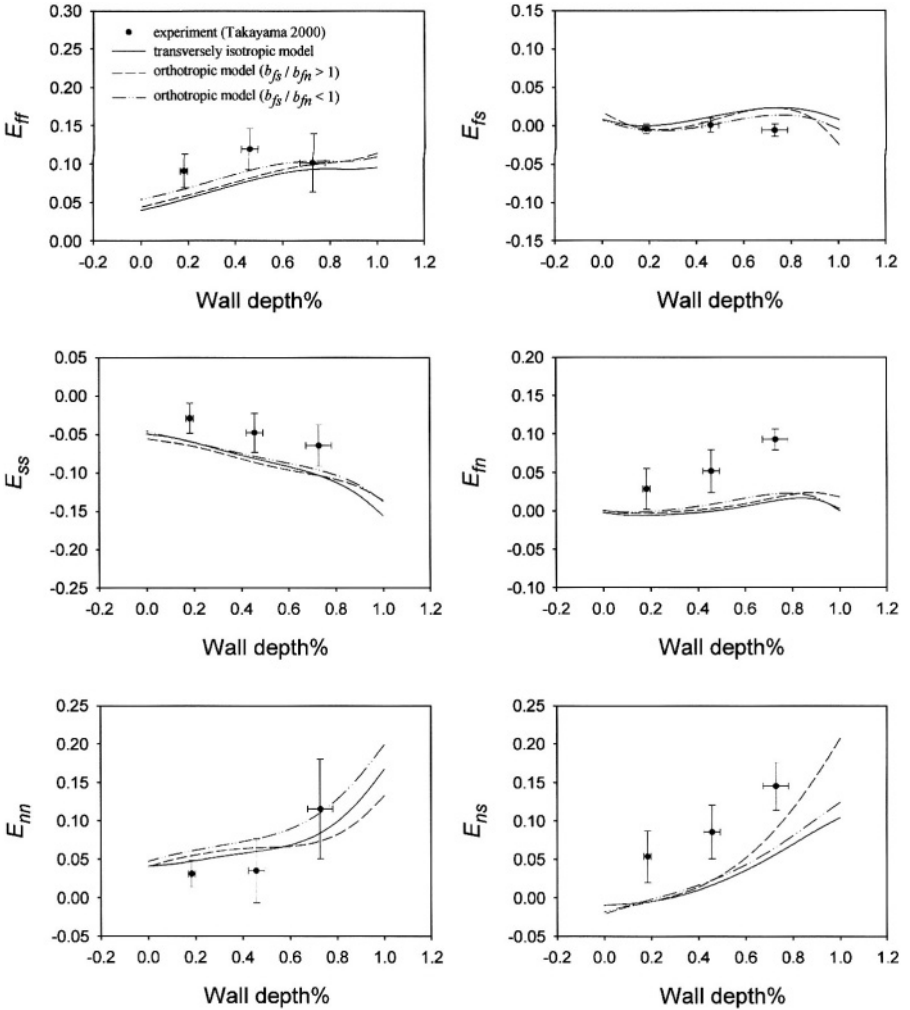 0.30
0.25
0.20
0.15
0.10
0.05
0.00
E_ff
• experiment (Takayama 2000)
transversely isotropic model
orthotropic model (b_fs / b_fn > 1)
orthotropic model (b_fs / b_fn < 1)
-0.2 0.0 0.2 0.4 0.6 0.8 1.0 1.2
Wall depth%
0.15
0.10
0.05
0.00
-0.05
-0.10
-0.15
E_fs
-0.2 0.0 0.2 0.4 0.6 0.8 1.0 1.2
Wall depth%
0.05
0.00
-0.05
-0.10
-0.15
-0.20
-0.25
E_ss
-0.2 0.0 0.2 0.4 0.6 0.8 1.0 1.2
Wall depth%
0.20
0.15
0.10
0.05
0.00
-0.05
-0.10
E_fn
-0.2 0.0 0.2 0.4 0.6 0.8 1.0 1.2
Wall depth%
0.25
0.20
0.15
0.10
0.05
0.00
-0.05
E_nn
-0.2 0.0 0.2 0.4 0.6 0.8 1.0 1.2
Wall depth%
0.25
0.20
0.15
0.10
0.05
0.00
-0.05
E_ns
-0.2 0.0 0.2 0.4 0.6 0.8 1.0 1.2
Wall depth%